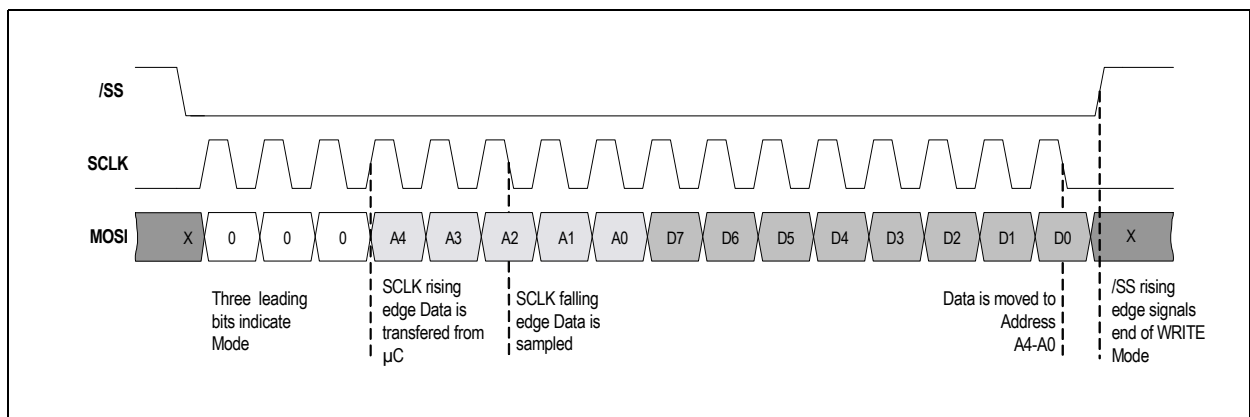 /SS
SCLK
MOSI
X 0 0 0 A4 A3 A2 A1 A0 D7 D6 D5 D4 D3 D2 D1 D0 X
Three leading
bits indicate
Mode
SCLK rising
edge Data is
transfered from
µC
SCLK falling
edge Data is
sampled
Data is moved to
Address
A4-A0
/SS rising
edge signals
end of WRITE
Mode